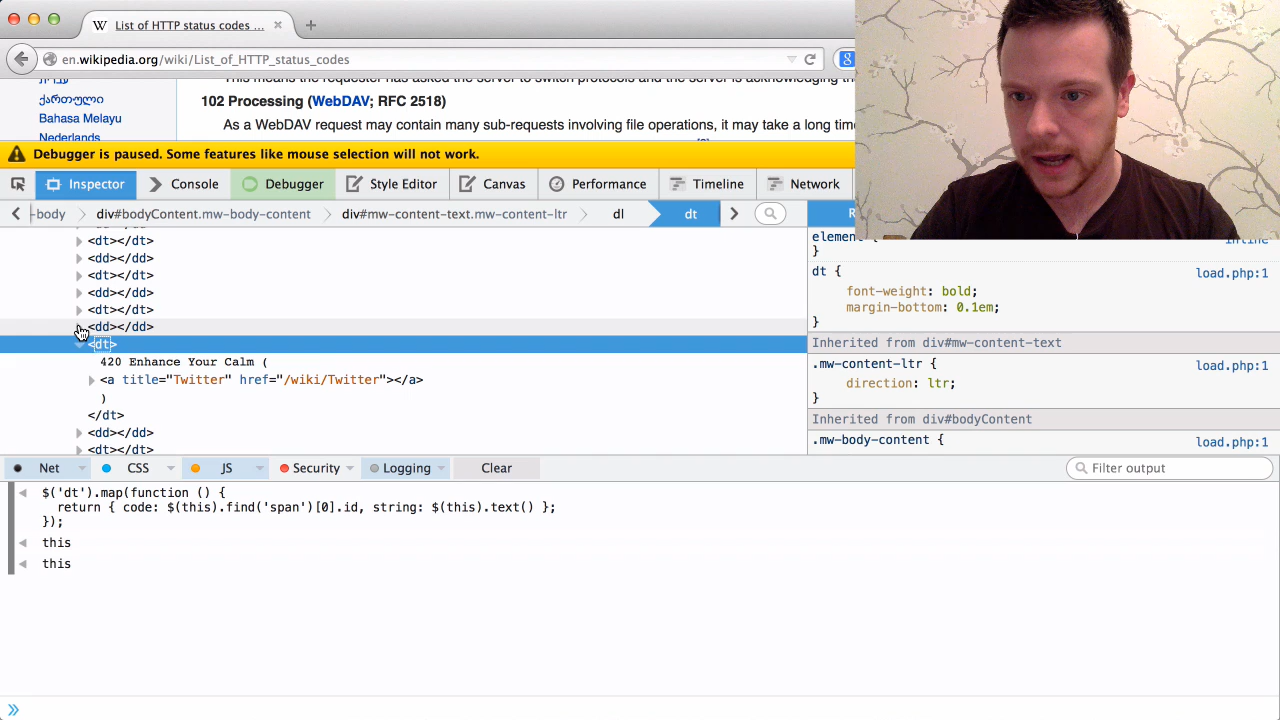 W List of HTTP status codes ... × +
en.wikipedia.org/wiki/List_of_HTTP_status_codes
This means the requester has asked the server to switch protocols and the server is acknowledging tha
ქართული
102 Processing (WebDAV; RFC 2518)
Bahasa Melayu
As a WebDAV request may contain many sub-requests involving file operations, it may take a long time
Nederlands
Debugger is paused. Some features like mouse selection will not work.
Inspector Console Debugger Style Editor Canvas Performance Timeline Network
-body div#bodyContent.mw-body-content div#mw-content-text.mw-content-ltr dl dt
<dt></dt>
<dd></dd>
<dt></dt>
<dd></dd>
<dt></dt>
<dd></dd>
<dt>
420 Enhance Your Calm (
<a title="Twitter" href="/wiki/Twitter"></a>
)
</dt>
<dd></dd>
<dt></dt>
element {
inline
}
dt {
load.php:1
font-weight: bold;
margin-bottom: 0.1em;
}
Inherited from div#mw-content-text
.mw-content-ltr {
load.php:1
direction: ltr;
}
Inherited from div#bodyContent
.mw-body-content {
load.php:1
Net CSS JS Security Logging Clear Filter output
$('dt').map(function () {
return { code: $(this).find('span')[0].id, string: $(this).text() };
});
this
this